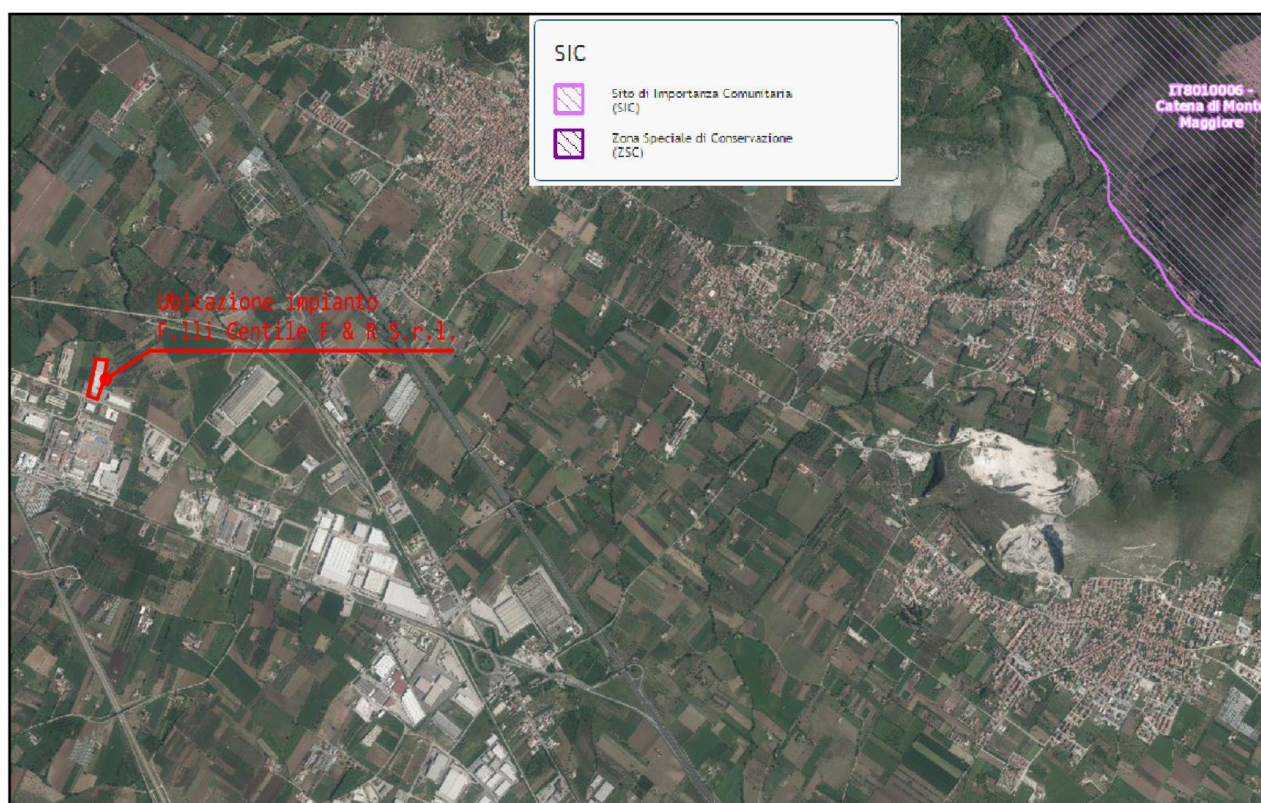 SIC
Sito di Importanza Comunitaria
(SIC)
Zona Speciale di Conservazione
(ZSC)
IT8010006 -
Catena di Monte
Maggiore
Ubicazione impianto
F.lli Gentile F & R S.r.l.